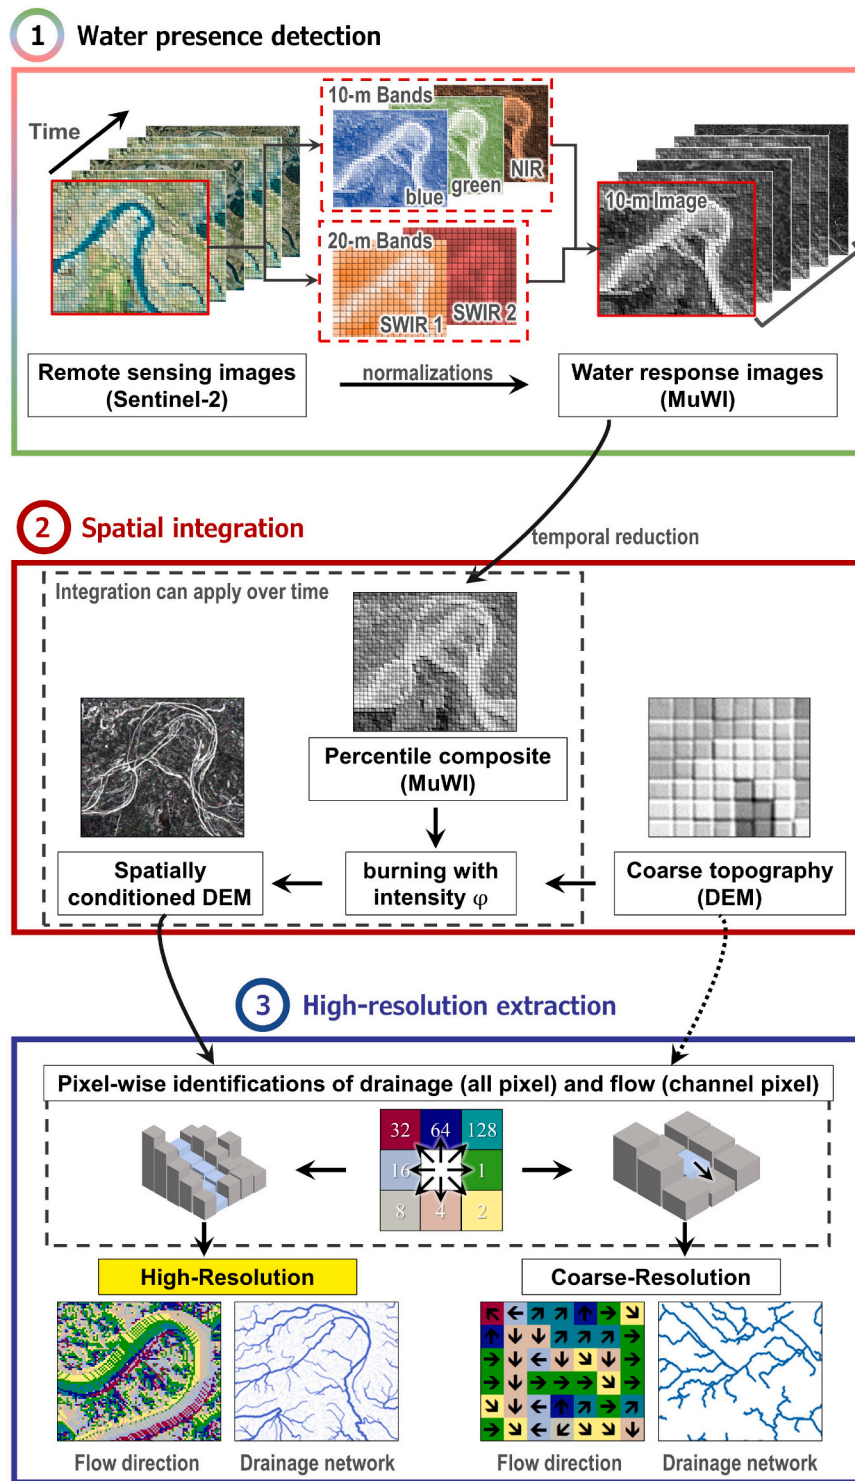 1 Water presence detection
Time
10-m Bands
blue
green
NIR
20-m Bands
SWIR 1
SWIR 2
10-m Image
Remote sensing images
(Sentinel-2)
normalizations
Water response images
(MuWI)
2 Spatial integration
temporal reduction
Integration can apply over time
Percentile composite
(MuWI)
Spatially
conditioned DEM
burning with
intensity φ
Coarse topography
(DEM)
3 High-resolution extraction
Pixel-wise identifications of drainage (all pixel) and flow (channel pixel)
32 64 128
16 1
8 4 2
High-Resolution
Coarse-Resolution
Flow direction
Drainage network
Flow direction
Drainage network